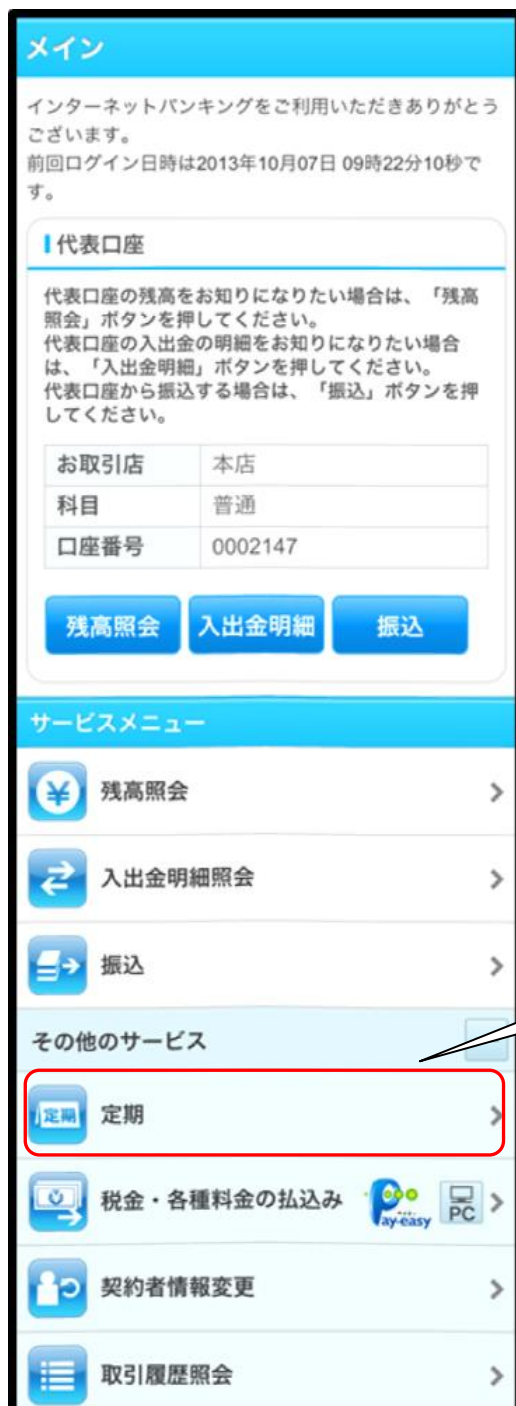 メイン
インターネットバンキングをご利用いただきありがとう
ございます。
前回ログイン日時は2013年10月07日 09時22分10秒で
す。
代表口座
代表口座の残高をお知りになりたい場合は、「残高
照会」ボタンを押してください。
代表口座の入出金の明細をお知りになりたい場合
は、「入出金明細」ボタンを押してください。
代表口座から振込する場合は、「振込」ボタンを押
してください。
お取引店 本店
科目 普通
口座番号 0002147
残高照会 入出金明細 振込
サービスメニュー
¥ 残高照会
入出金明細照会
振込
その他のサービス
定期 定期
税金・各種料金の払込み Pay-easy PC
契約者情報変更
取引履歴照会